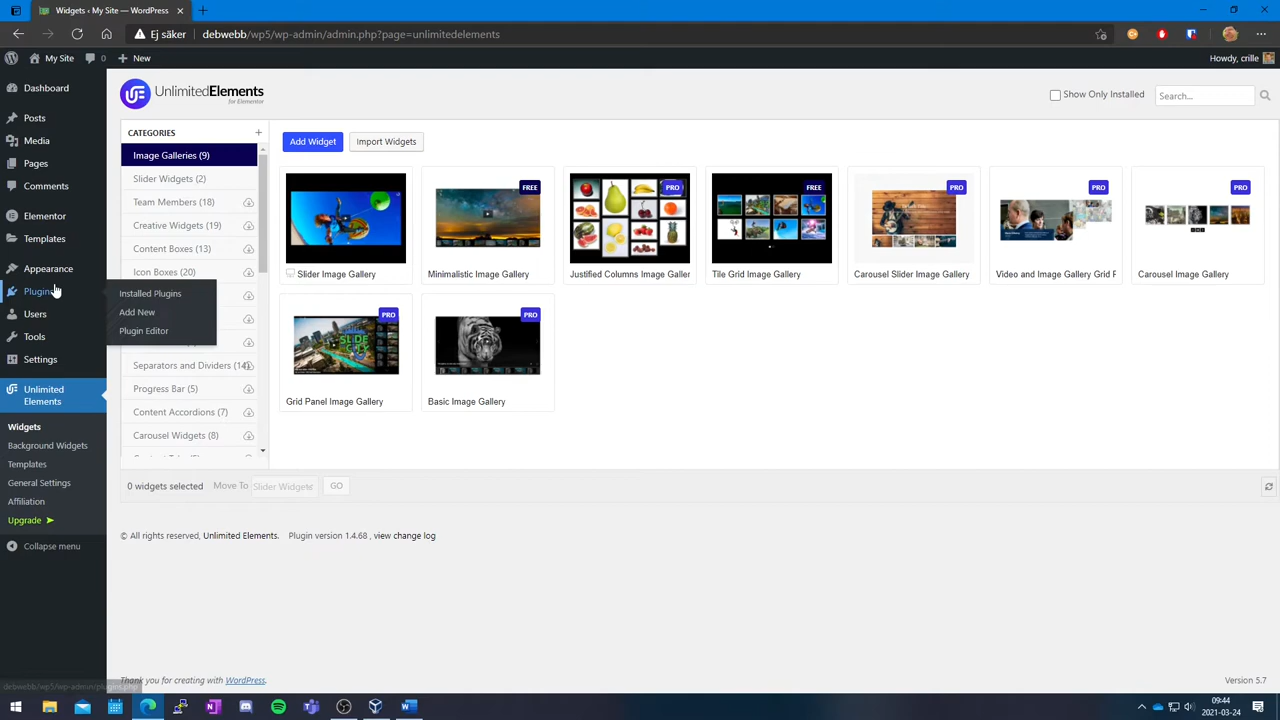 Widgets ‹ My Site — WordPress
Ej säker
debwebb/wp5/wp-admin/admin.php?page=unlimitedelements
My Site
0
New
Howdy, crille
Dashboard
Posts
Media
Pages
Comments
Elementor
Templates
Appearance
Plugins
Installed Plugins
Add New
Plugin Editor
Users
Tools
Settings
Unlimited
Elements
Widgets
Background Widgets
Templates
General Settings
Affiliation
Upgrade ➤
Collapse menu
UnlimitedElements
for Elementor
Show Only Installed
Search...
CATEGORIES
+
Image Galleries (9)
Slider Widgets (2)
Team Members (18)
Creative Widgets (19)
Content Boxes (13)
Icon Boxes (20)
Separators and Dividers (14)
Progress Bar (5)
Content Accordions (7)
Carousel Widgets (8)
Add Widget
Import Widgets
Slider Image Gallery
FREE
Minimalistic Image Gallery
PRO
Justified Columns Image Galler
FREE
Tile Grid Image Gallery
PRO
Carousel Slider Image Gallery
PRO
Video and Image Gallery Grid P
PRO
Carousel Image Gallery
PRO
Grid Panel Image Gallery
PRO
Basic Image Gallery
0 widgets selected
Move To
Slider Widgets
GO
© All rights reserved, Unlimited Elements. Plugin version 1.4.68 , view change log
Thank you for creating with WordPress.
Version 5.7
debwebb/wp5/wp-admin/plugins.php
09:44
2021-03-24